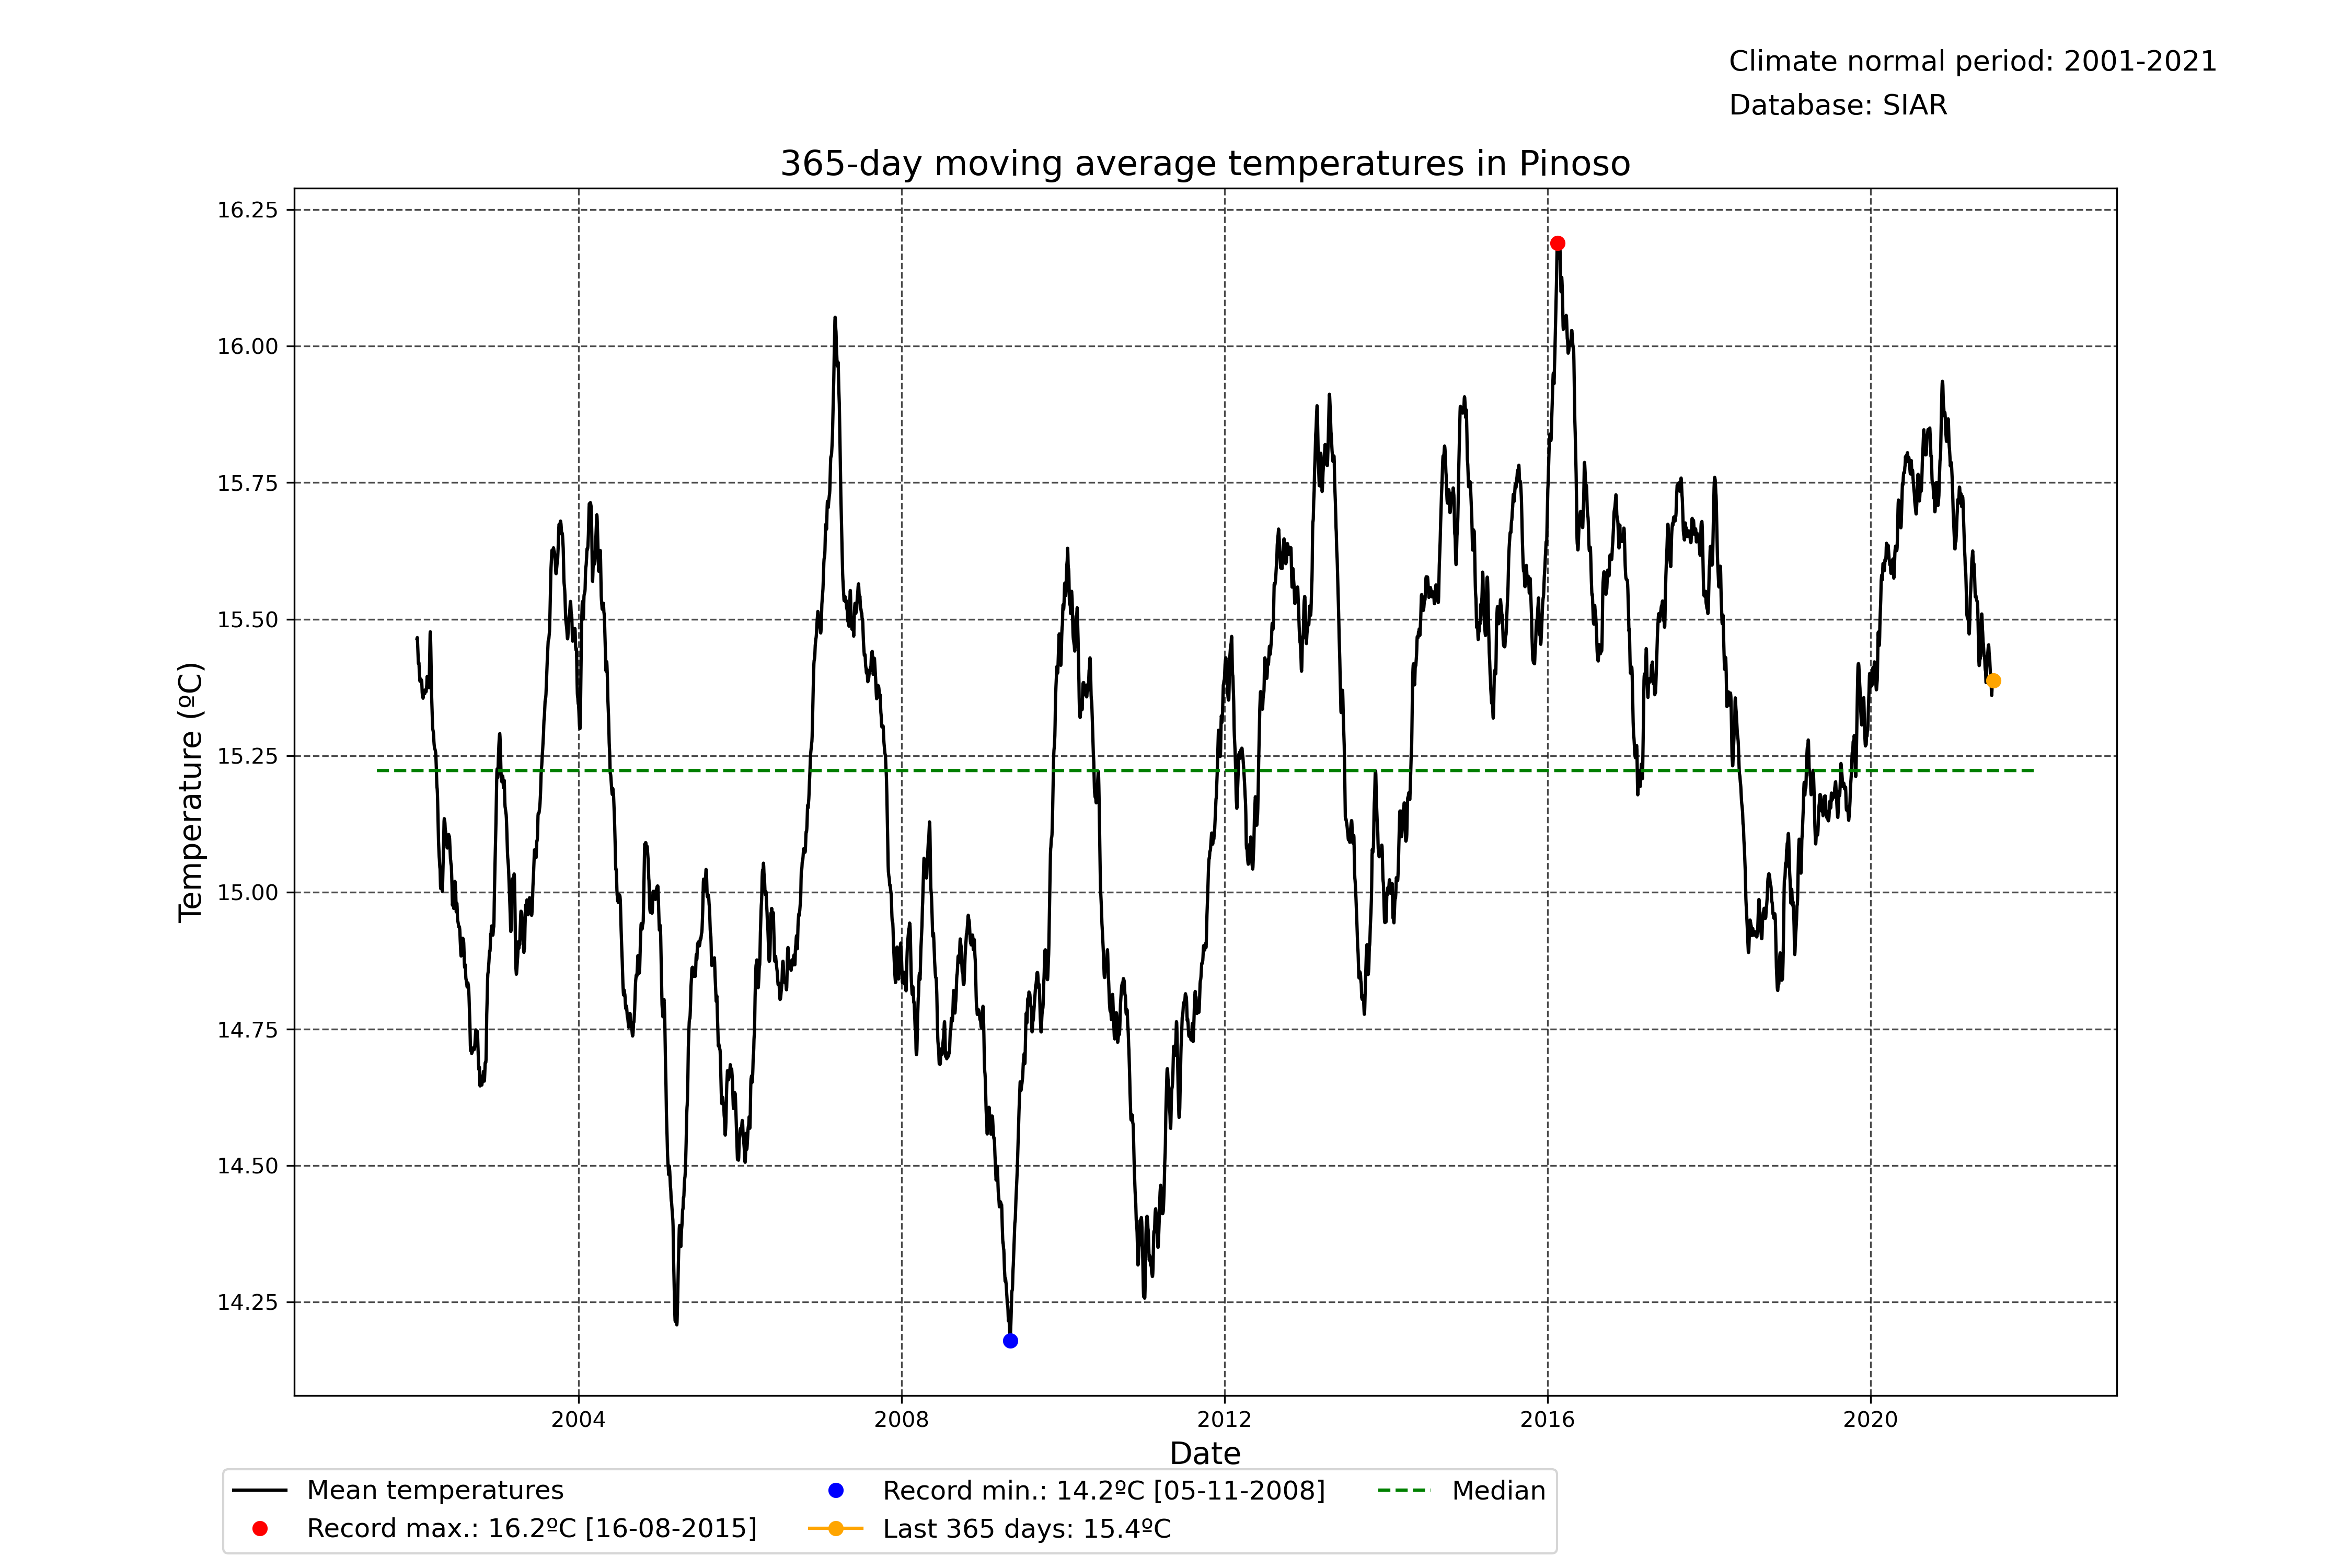 Climate normal period: 2001-2021
Database: SIAR
365-day moving average temperatures in Pinoso
16.25
16.00
15.75
15.50
15.25
15.00
14.75
14.50
14.25
Temperature (ºC)
2004 2008 2012 2016 2020
Date
Mean temperatures
Record max.: 16.2ºC [16-08-2015]
Record min.: 14.2ºC [05-11-2008]
Last 365 days: 15.4ºC
Median